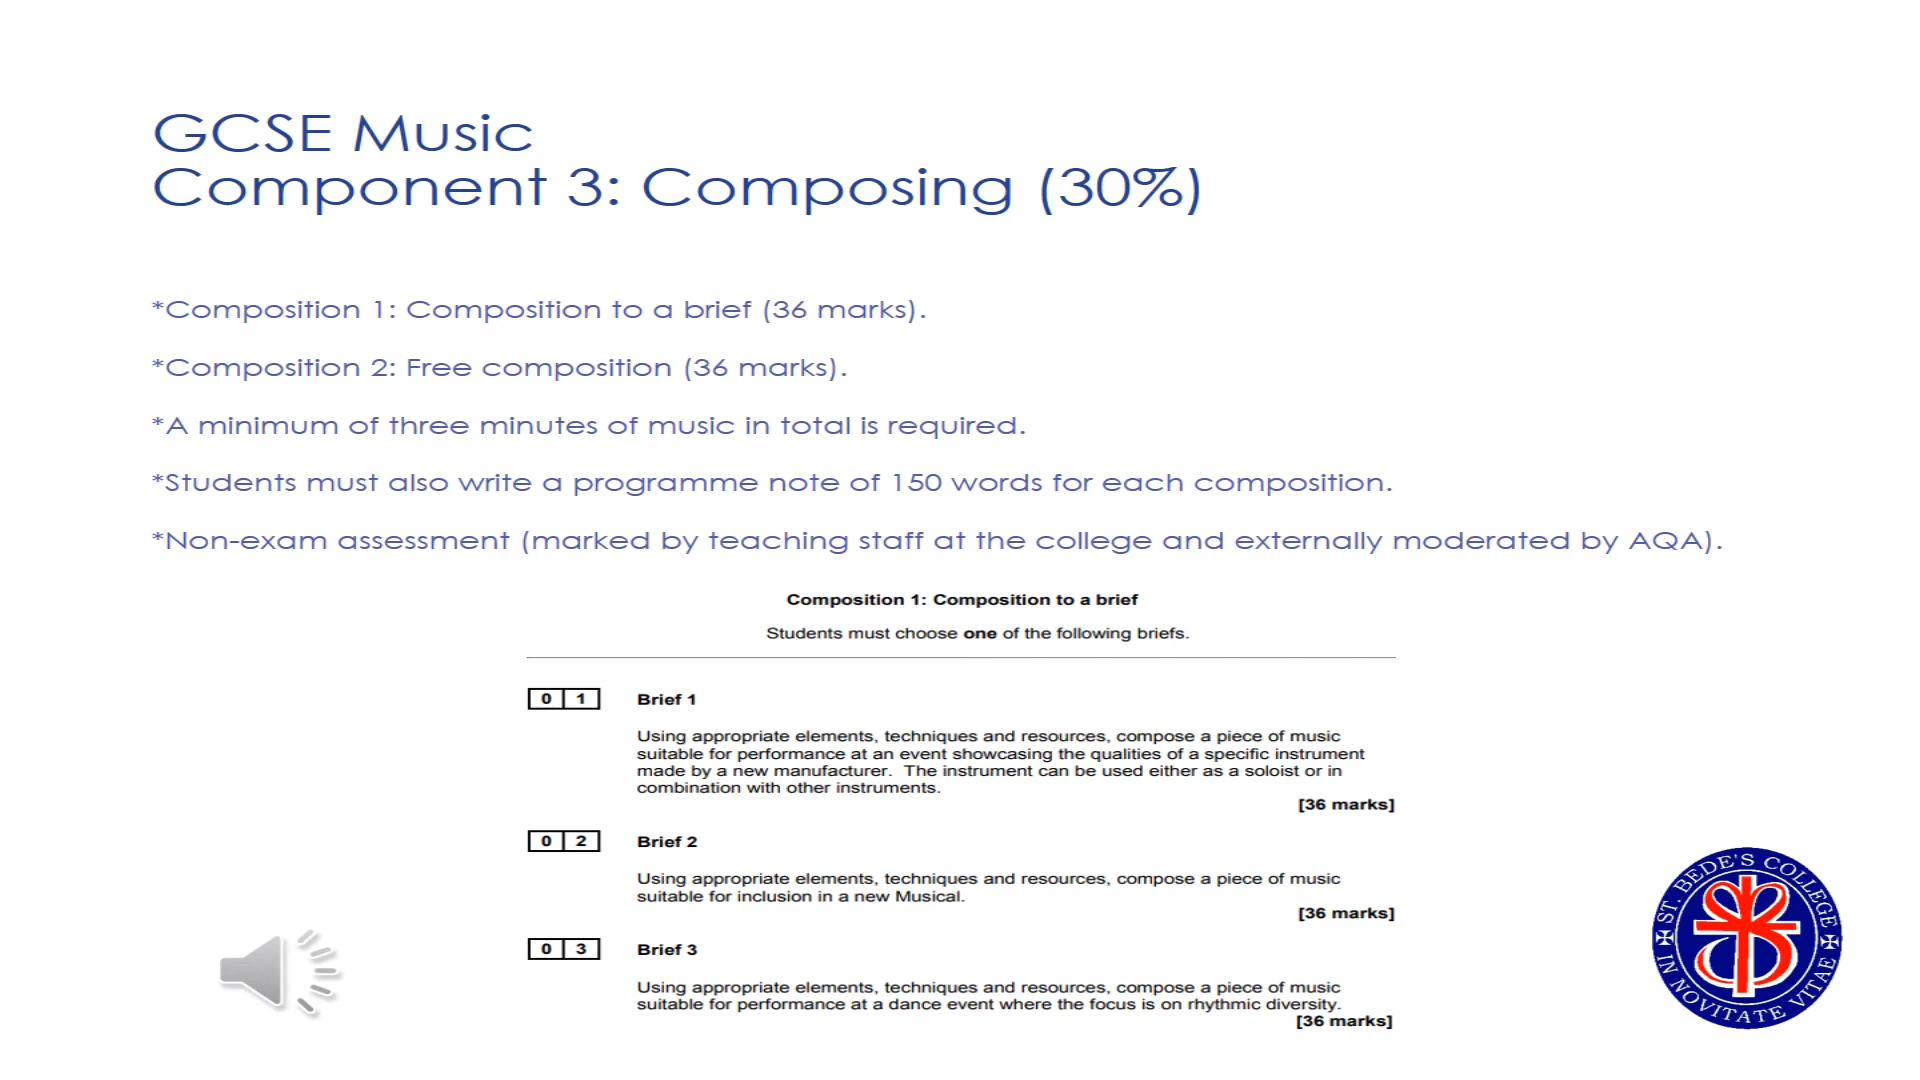 GCSE Music
Component 3: Composing (30%)
*Composition 1: Composition to a brief (36 marks).
*Composition 2: Free composition (36 marks).
*A minimum of three minutes of music in total is required.
*Students must also write a programme note of 150 words for each composition.
*Non-exam assessment (marked by teaching staff at the college and externally moderated by AQA).
Composition 1: Composition to a brief
Students must choose one of the following briefs.
0 1 Brief 1
Using appropriate elements, techniques and resources, compose a piece of music
suitable for performance at an event showcasing the qualities of a specific instrument
made by a new manufacturer. The instrument can be used either as a soloist or in
combination with other instruments.
[36 marks]
0 2 Brief 2
Using appropriate elements, techniques and resources, compose a piece of music
suitable for inclusion in a new Musical.
[36 marks]
0 3 Brief 3
Using appropriate elements, techniques and resources, compose a piece of music
suitable for performance at a dance event where the focus is on rhythmic diversity.
[36 marks]
ST. BEDE'S COLLEGE
IN NOVITATE VITAE